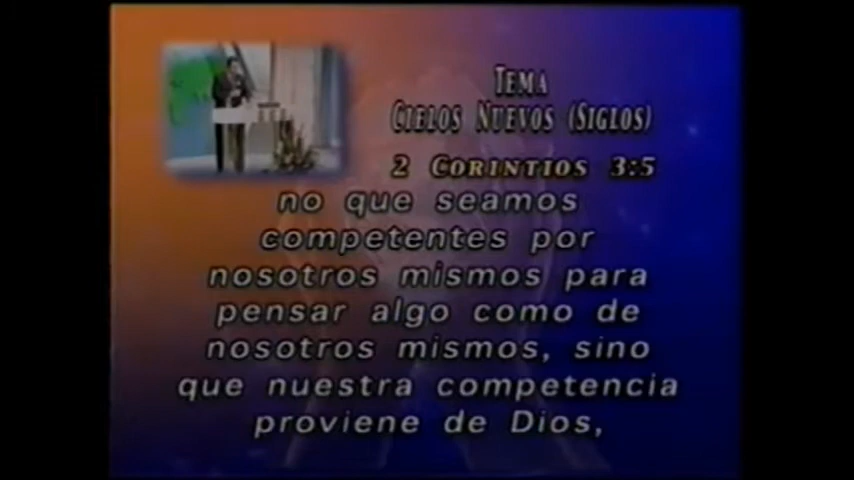 TEMA
CIELOS NUEVOS (SIGLOS)
2 CORINTIOS 3:5
no que seamos
competentes por
nosotros mismos para
pensar algo como de
nosotros mismos, sino
que nuestra competencia
proviene de Dios,